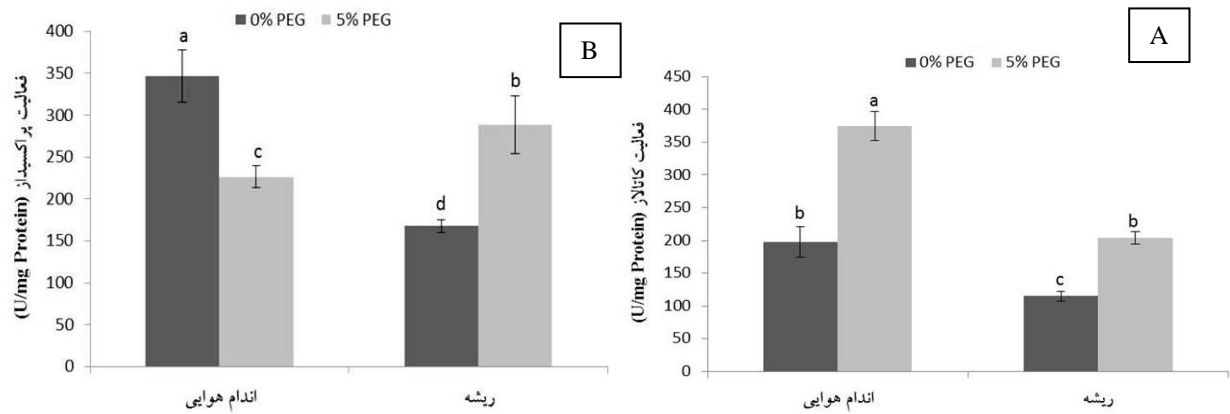 B
■ 0% PEG ■ 5% PEG
فعالیت پراکسیداز (U/mg Protein)
400
350
300
250
200
150
100
50
0
a
c
d
b
اندام هوایی
ریشه
A
■ 0% PEG ■ 5% PEG
فعالیت کاتالاز (U/mg Protein)
450
400
350
300
250
200
150
100
50
0
b
a
c
b
اندام هوایی
ریشه